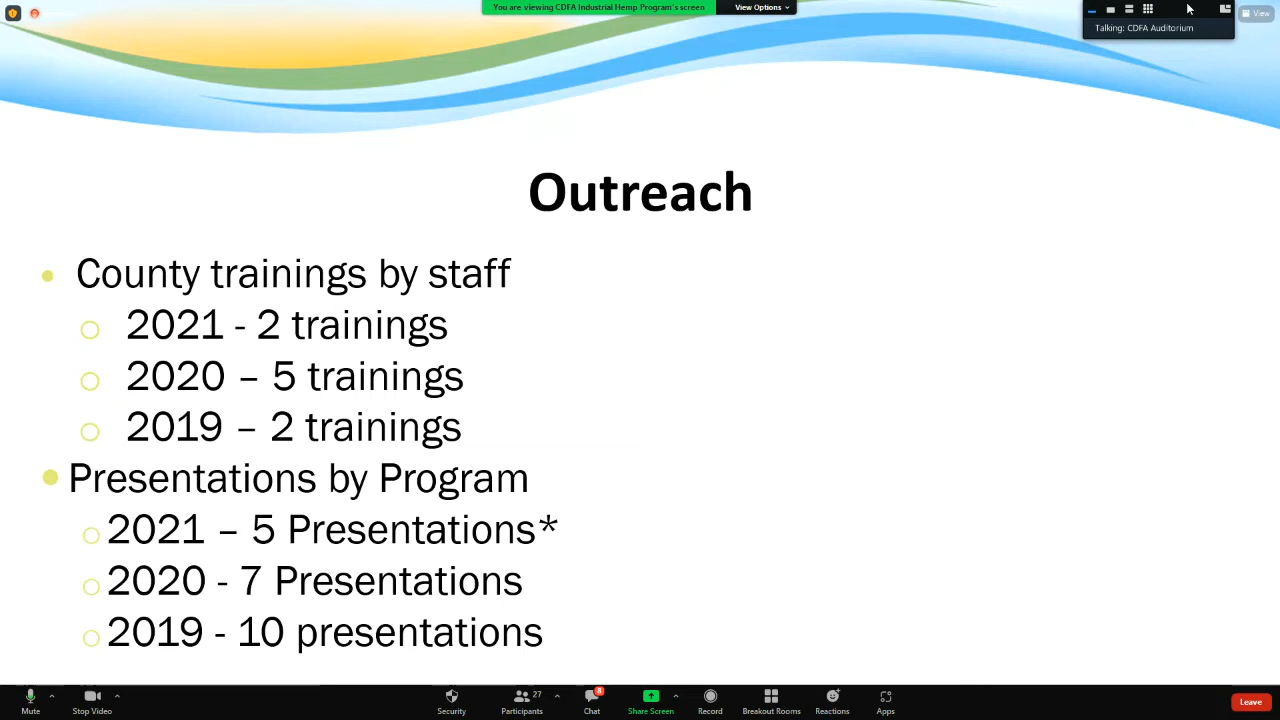 You are viewing CDFA Industrial Hemp Program's screen
View Options
Talking: CDFA Auditorium
View
Outreach
County trainings by staff
2021 - 2 trainings
2020 – 5 trainings
2019 – 2 trainings
Presentations by Program
2021 – 5 Presentations*
2020 - 7 Presentations
2019 - 10 presentations
27
8
Mute
Stop Video
Security
Participants
Chat
Share Screen
Record
Breakout Rooms
Reactions
Apps
Leave